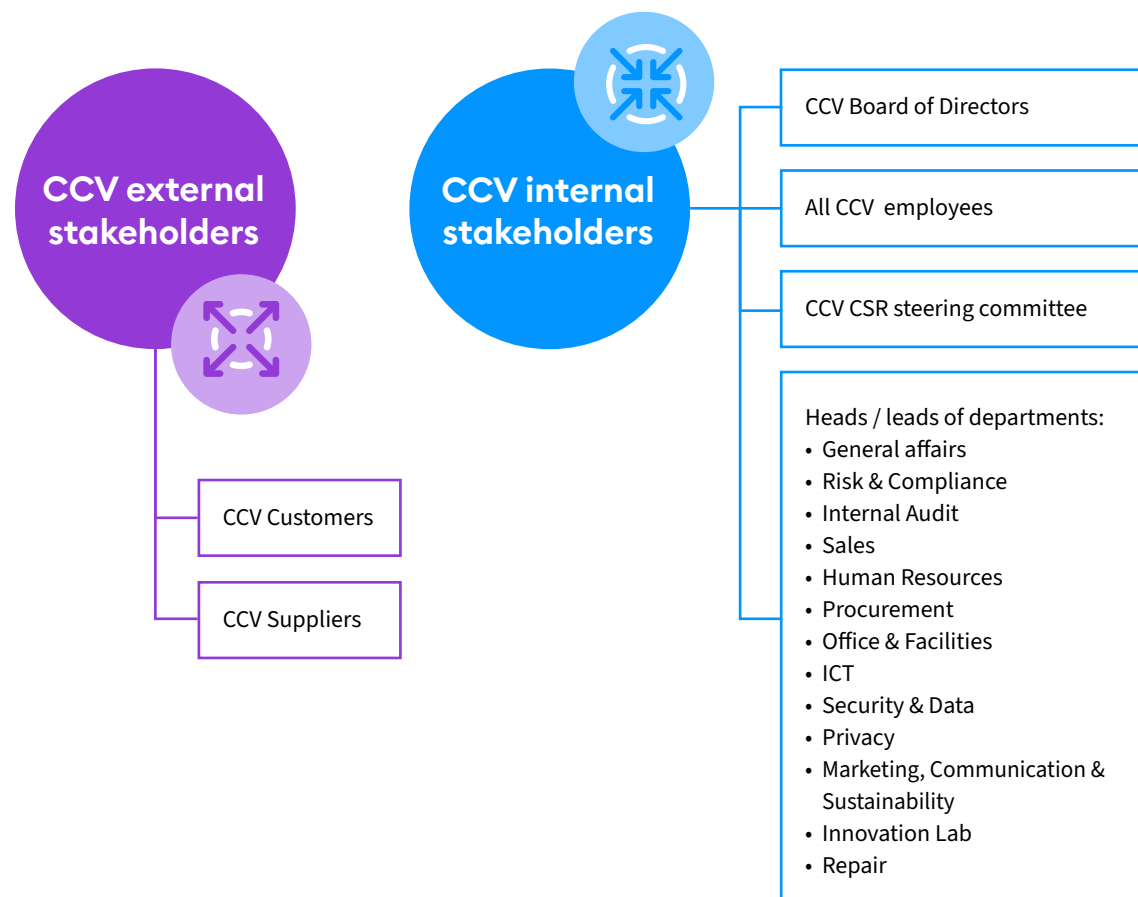 CCV external
stakeholders
CCV Customers
CCV Suppliers
CCV internal
stakeholders
CCV Board of Directors
All CCV  employees
CCV CSR steering committee
Heads / leads of departments:
• General affairs
• Risk & Compliance
• Internal Audit
• Sales
• Human Resources
• Procurement
• Office & Facilities
• ICT
• Security & Data
• Privacy
• Marketing, Communication &
Sustainability
• Innovation Lab
• Repair